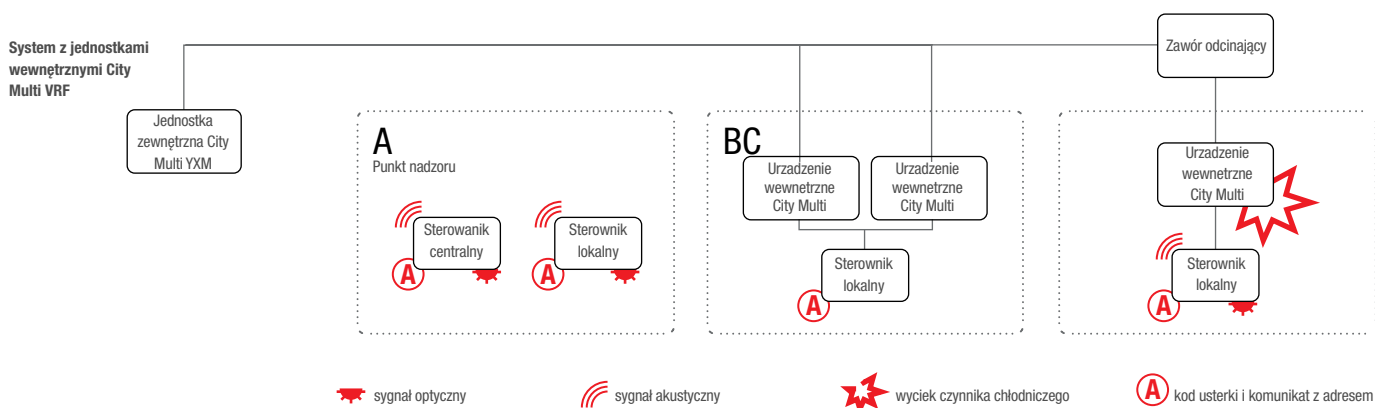 System z jednostkami
wewnętrznymi City
Multi VRF
Jednostka
zewnętrzna City
Multi YXM
Zawór odcinający
A
Punkt nadzoru
Sterowanik
centralny
A
Sterownik
lokalny
A
BC
Urzadzenie
wewnetrzne
City Multi
Urzadzenie
wewnetrzne
City Multi
Sterownik
lokalny
A
Urzadzenie
wewnetrzne
City Multi
Sterownik
lokalny
A
sygnał optyczny
sygnał akustyczny
wyciek czynnika chłodniczego
A
kod usterki i komunikat z adresem